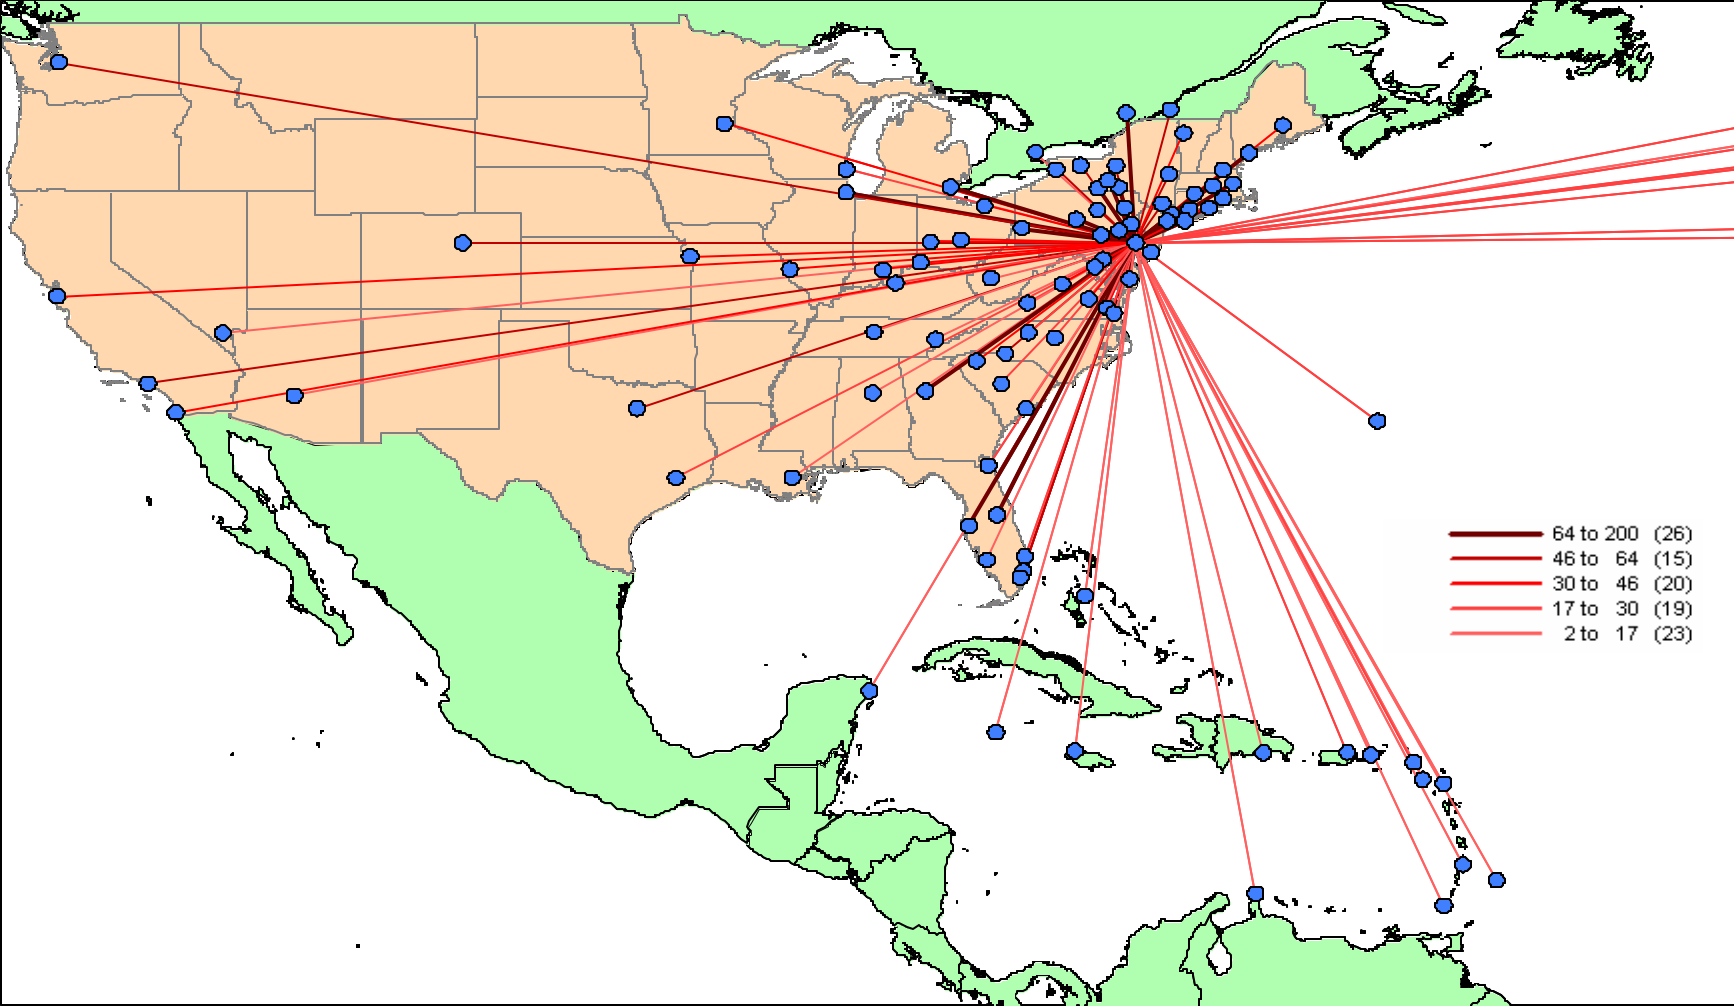 64 to 200 (26)
46 to 64 (15)
30 to 46 (20)
17 to 30 (19)
2 to 17 (23)